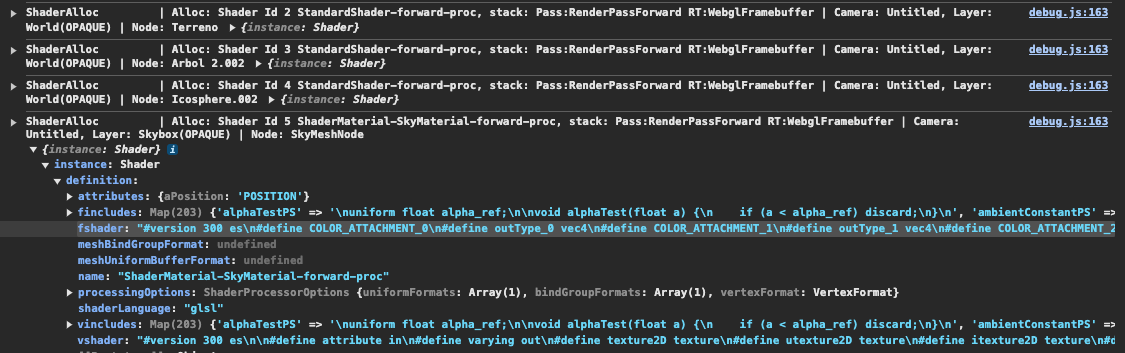 ShaderAlloc | Alloc: Shader Id 2 StandardShader-forward-proc, stack: Pass:RenderPassForward RT:WebglFramebuffer | Camera: Untitled, Layer: debug.js:163
World(OPAQUE) | Node: Terreno ▶ {instance: Shader}
ShaderAlloc | Alloc: Shader Id 3 StandardShader-forward-proc, stack: Pass:RenderPassForward RT:WebglFramebuffer | Camera: Untitled, Layer: debug.js:163
World(OPAQUE) | Node: Arbol 2.002 ▶ {instance: Shader}
ShaderAlloc | Alloc: Shader Id 4 StandardShader-forward-proc, stack: Pass:RenderPassForward RT:WebglFramebuffer | Camera: Untitled, Layer: debug.js:163
World(OPAQUE) | Node: Icosphere.002 ▶ {instance: Shader}
ShaderAlloc | Alloc: Shader Id 5 ShaderMaterial-SkyMaterial-forward-proc, stack: Pass:RenderPassForward RT:WebglFramebuffer | Camera: debug.js:163
Untitled, Layer: Skybox(OPAQUE) | Node: SkyMeshNode
▼ {instance: Shader} i
▼ instance: Shader
▼ definition:
▶ attributes: {aPosition: 'POSITION'}
▶ fincludes: Map(203) {'alphaTestPS' => '\nuniform float alpha_ref;\n\nvoid alphaTest(float a) {\n    if (a < alpha_ref) discard;\n}\n', 'ambientConstantPS' =>
fshader: "#version 300 es\n#define COLOR_ATTACHMENT_0\n#define outType_0 vec4\n#define COLOR_ATTACHMENT_1\n#define outType_1 vec4\n#define COLOR_ATTACHMENT_2
meshBindGroupFormat: undefined
meshUniformBufferFormat: undefined
name: "ShaderMaterial-SkyMaterial-forward-proc"
▶ processingOptions: ShaderProcessorOptions {uniformFormats: Array(1), bindGroupFormats: Array(1), vertexFormat: VertexFormat}
shaderLanguage: "glsl"
▶ vincludes: Map(203) {'alphaTestPS' => '\nuniform float alpha_ref;\n\nvoid alphaTest(float a) {\n    if (a < alpha_ref) discard;\n}\n', 'ambientConstantPS' =>
vshader: "#version 300 es\n\n#define attribute in\n#define varying out\n#define texture2D texture\n#define utexture2D texture\n#define itexture2D texture\n#d